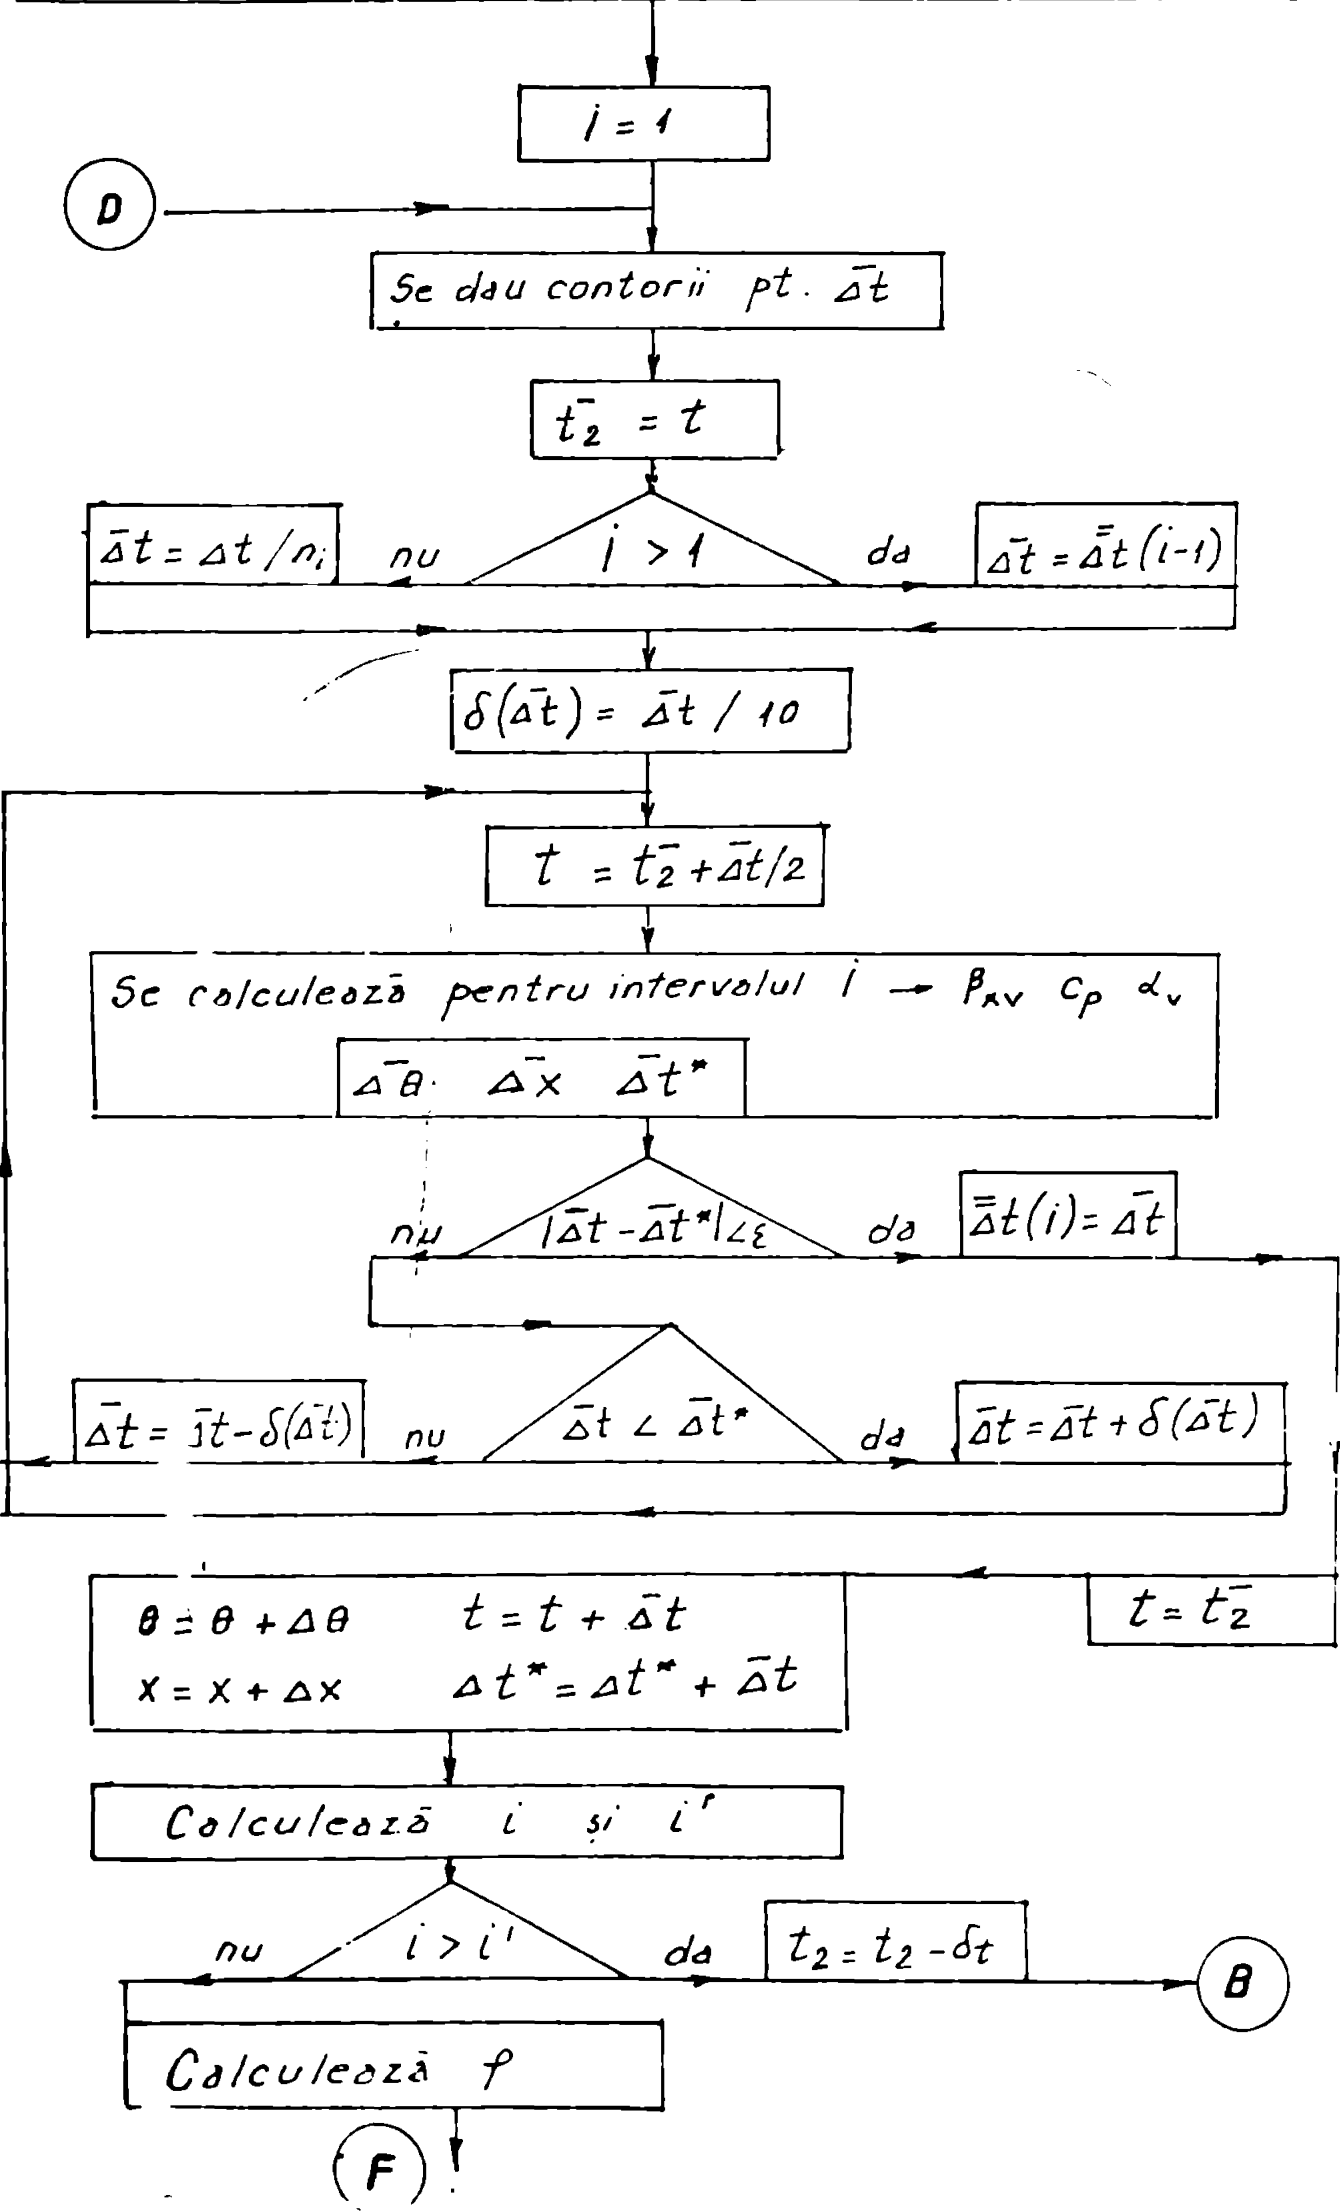 i = 1
D
Se dau contorii pt. Δ̄t
t̄2 = t
Δ̄t = Δt / ni
nu
i > 1
da
Δ̄t = Δ̿t (i-1)
δ(Δ̄t) = Δ̄t / 10
t = t̄2 + Δ̄t/2
Se calculează pentru intervalul i → βxv cp αv
Δ̄θ Δ̄x Δ̄t*
nu
|Δ̄t - Δ̄t*| < ε
da
Δ̿t(i) = Δ̄t
Δ̄t = Δ̄t - δ(Δ̄t)
nu
Δ̄t < Δ̄t*
da
Δ̄t = Δ̄t + δ(Δ̄t)
θ = θ + Δθ t = t + Δ̄t
t = t̄2
x = x + Δx Δt* = Δt* + Δ̄t
Calculează i și i'
nu
i > i'
da
t2 = t2 - δt
B
Calculează φ
F